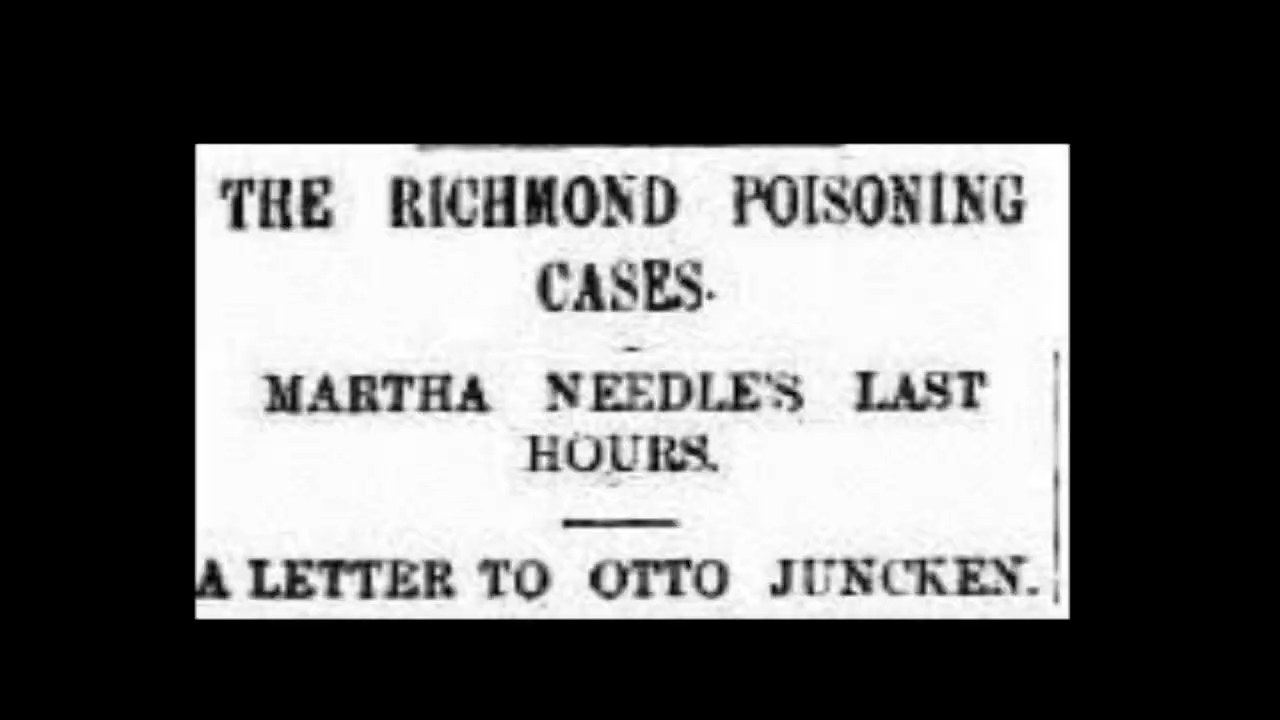 THE RICHMOND POISONING
CASES.
MARTHA NEEDLE'S LAST
HOURS.
A LETTER TO OTTO JUNCKEN.